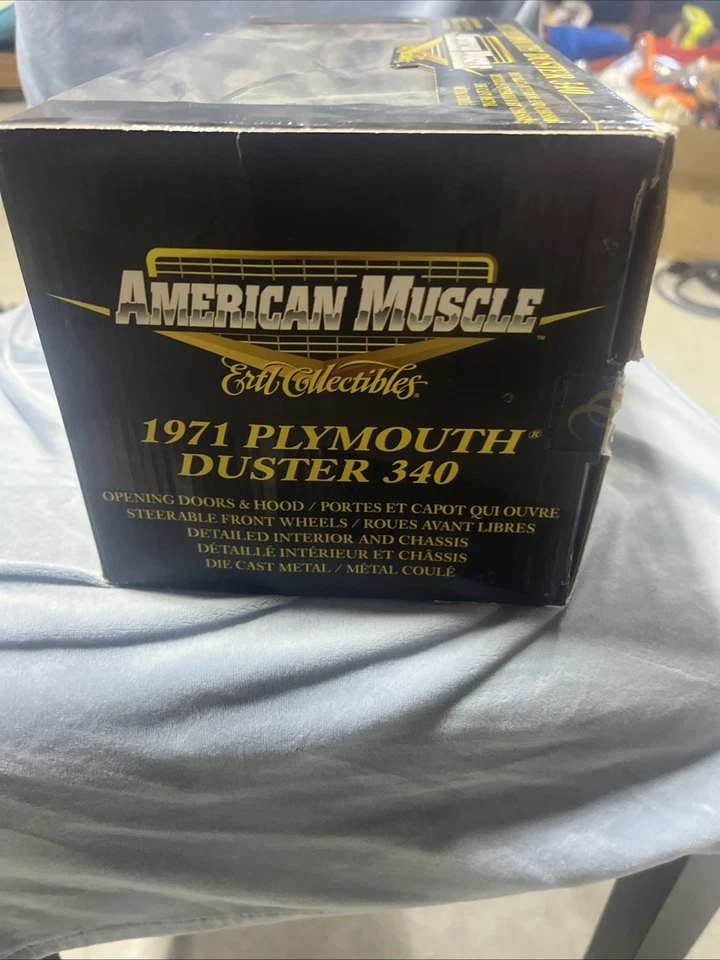 AMERICAN MUSCLE™
Ertl Collectibles®
1971 PLYMOUTH®
DUSTER 340
OPENING DOORS & HOOD / PORTES ET CAPOT QUI OUVRE
STEERABLE FRONT WHEELS / ROUES AVANT LIBRES
DETAILED INTERIOR AND CHASSIS
DÉTAILLÉ INTÉRIEUR ET CHÂSSIS
DIE CAST METAL / MÉTAL COULÉ